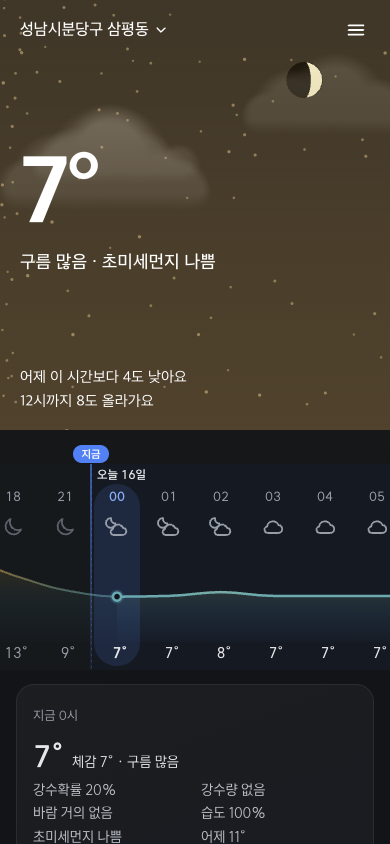 성남시분당구 삼평동
7°
구름 많음 · 초미세먼지 나쁨
어제 이 시간보다 4도 낮아요
12시까지 8도 올라가요
지금
오늘 16일
18 21 00 01 02 03 04 05
13° 9° 7° 7° 8° 7° 7° 7°
지금 0시
7° 체감 7° · 구름 많음
강수확률 20% 강수량 없음
바람 거의 없음 습도 100%
초미세먼지 나쁨 어제 11°